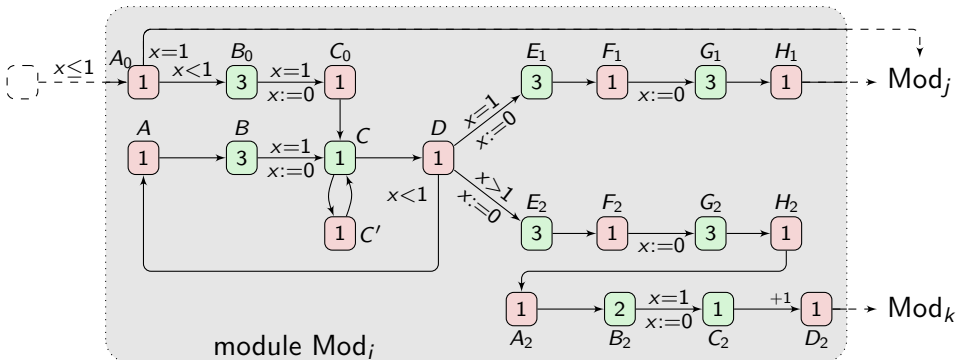 A₀ x=1 B₀ C₀ E₁ F₁ G₁ H₁
x≤1 1 x<1 3 x=1 1 3 1 3 1 Modⱼ
x:=0 x:=0
A B C D x=1
x:=0
1 3 x=1 1 1
x:=0 x<1 x>1 E₂ F₂ G₂ H₂
x:=0
1 C′ 3 1 3 1
x:=0
1 2 x=1 1 +1 1 Modₖ
x:=0
A₂ B₂ C₂ D₂
module Modᵢ